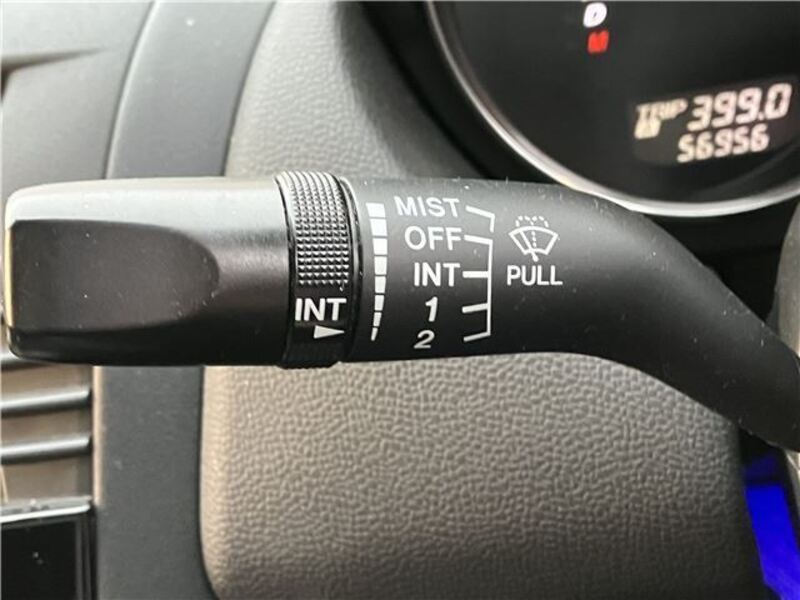 D
M
TRIP 399.0
56956
MIST
OFF
INT
1
2
PULL
INT